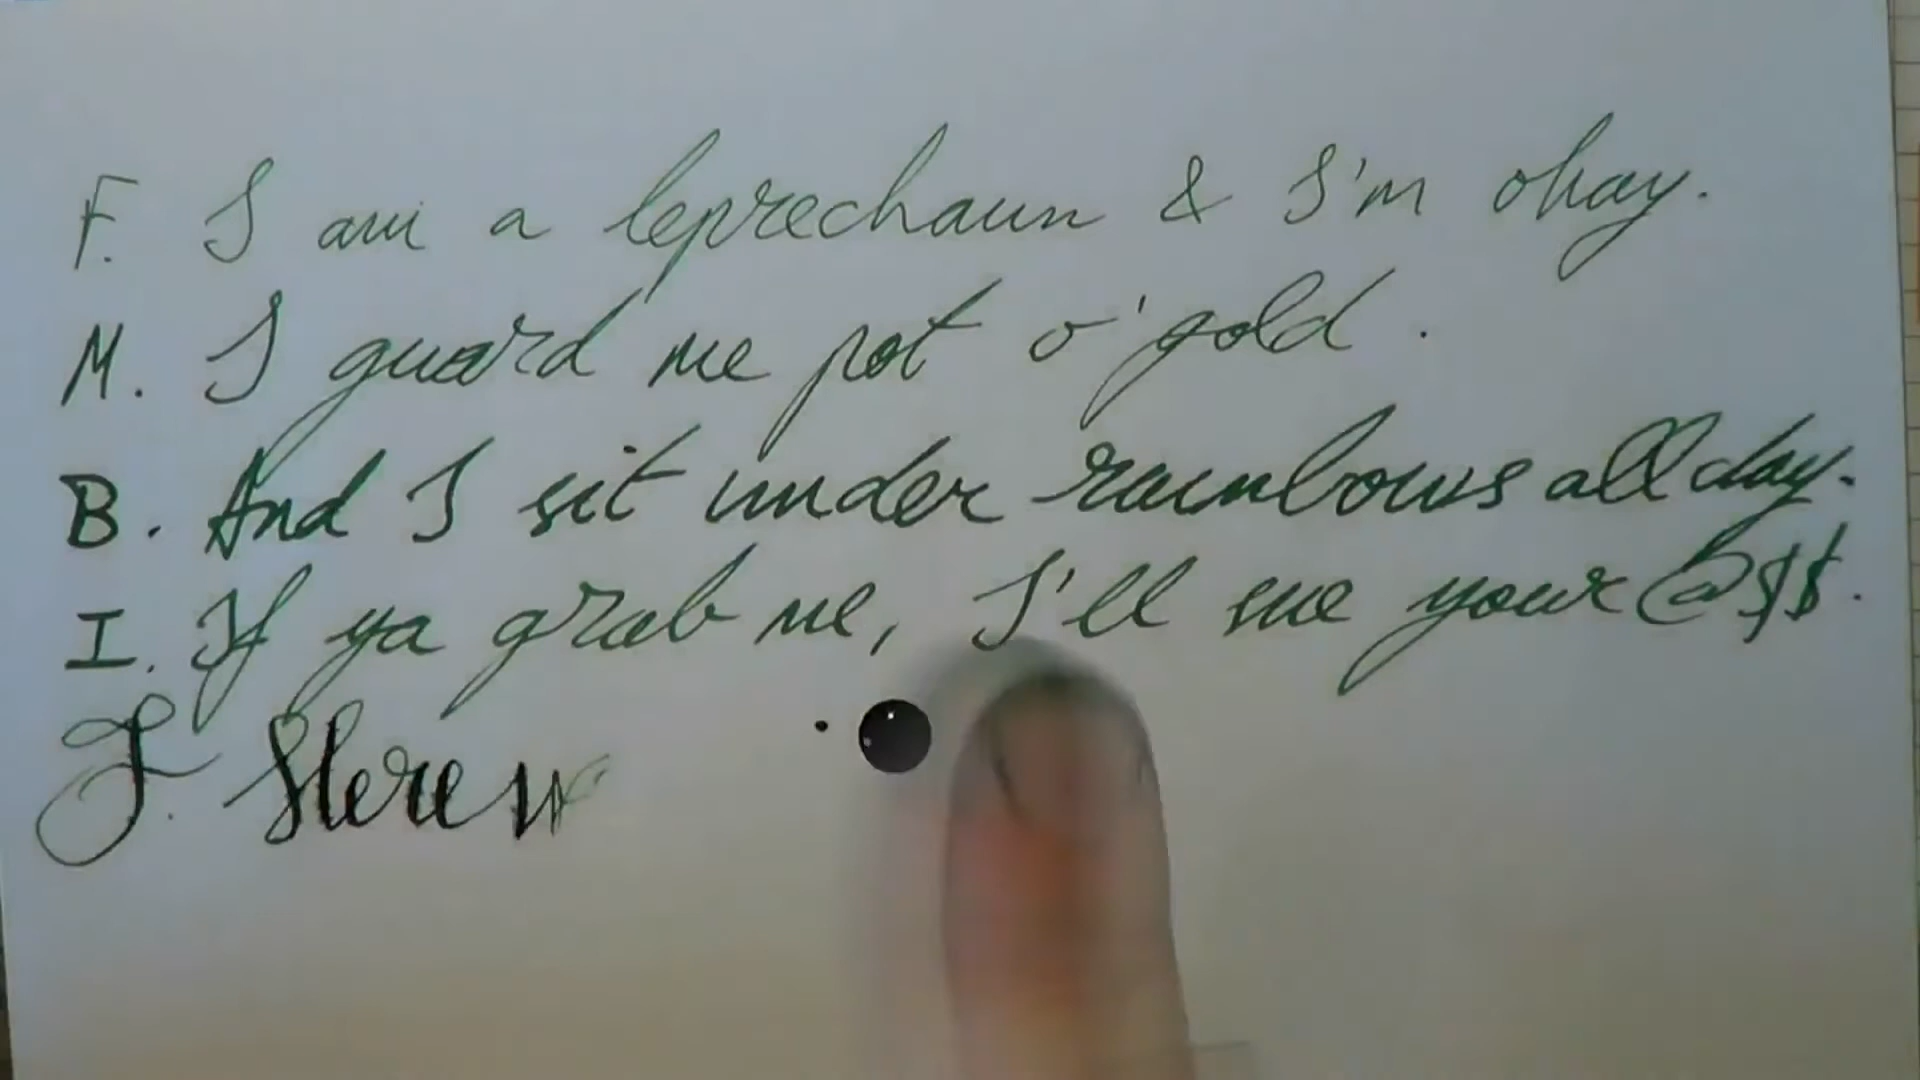 F. I am a leprechaun & I'm okay.
M. I guard me pot o' gold.
B. And I sit under rainbows all day.
I. If ya grab me, I'll sue your @$$.
J.